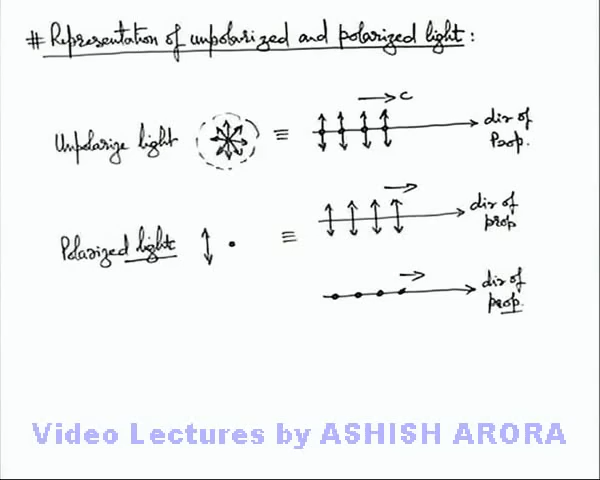 # Representation of unpolarized and polarized light :
Unpolarize light ≡ → c dir of
Prop.
Polarized light ≡ dir of
prop
dir of
prop.
Video Lectures by ASHISH ARORA